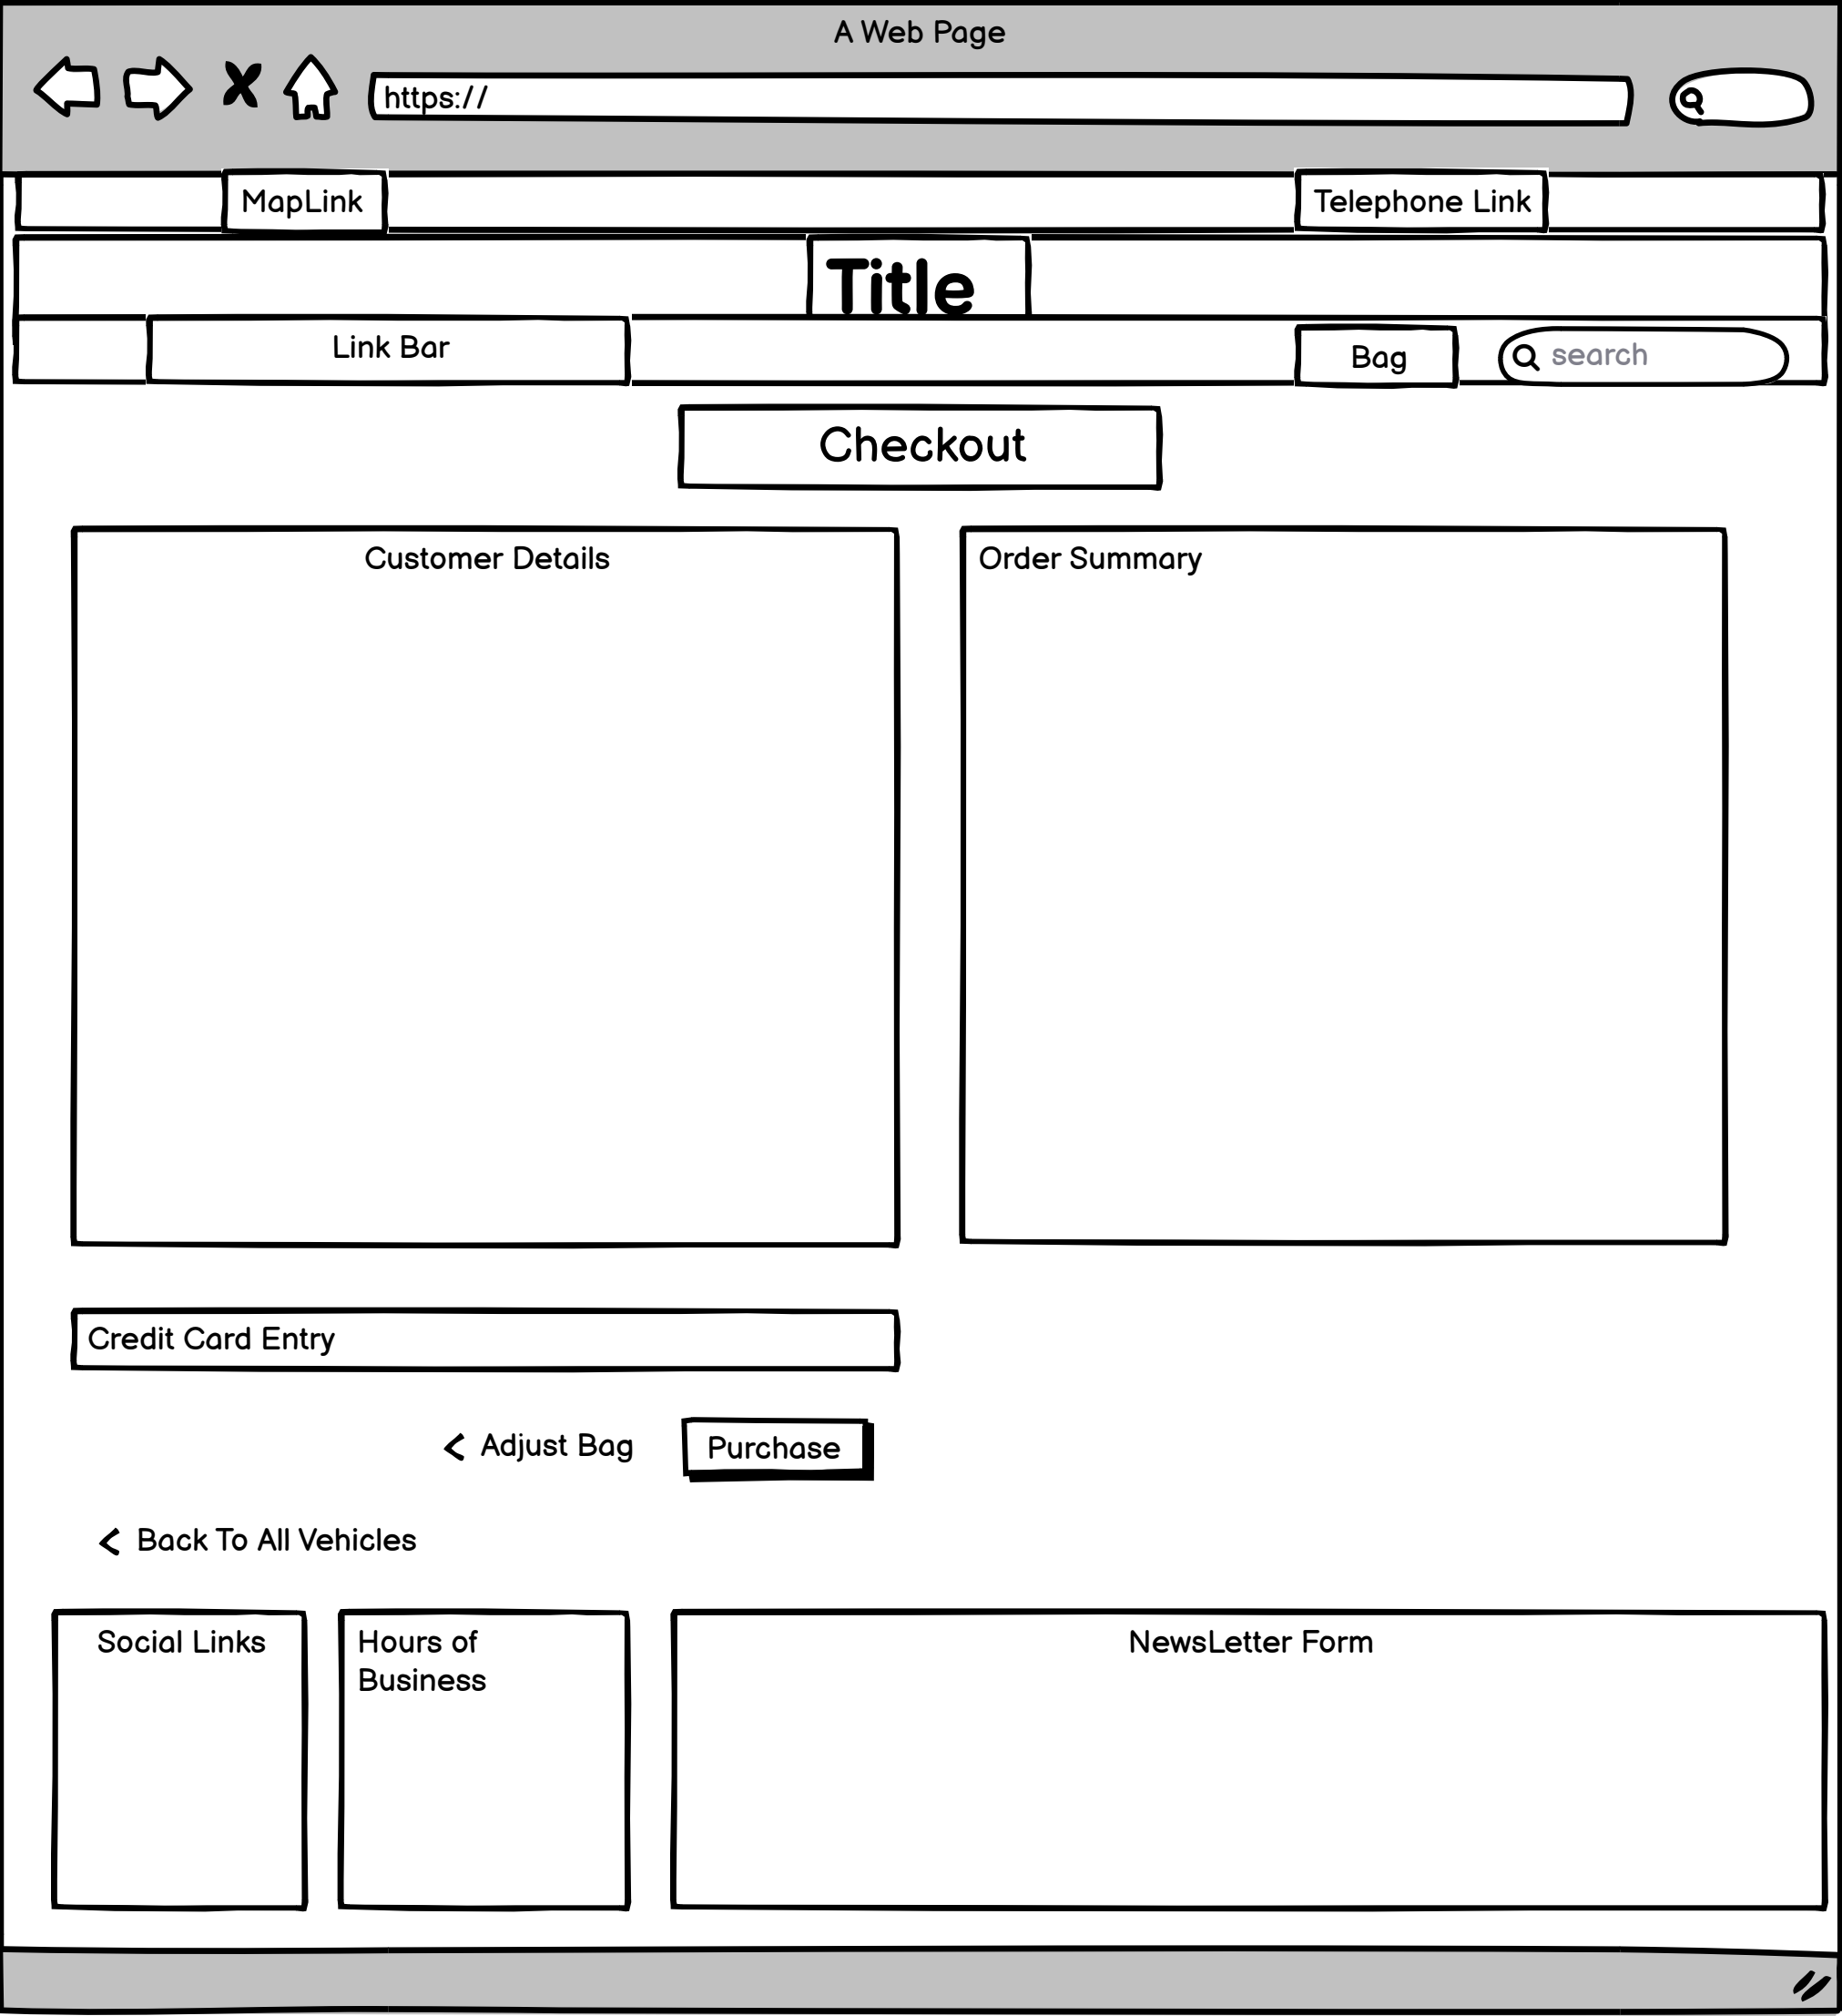 A Web Page
https://
MapLink
Telephone Link
Title
Link Bar
Bag
search
Checkout
Customer Details
Order Summary
Credit Card Entry
Adjust Bag
Purchase
Back To All Vehicles
Social Links
Hours of
Business
NewsLetter Form